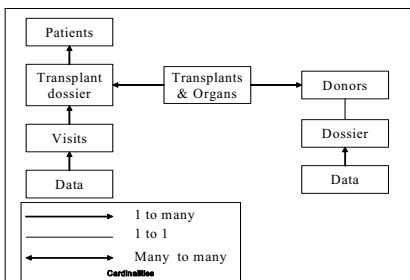 Patients
Transplant
dossier
Transplants
& Organs
Donors
Visits
Dossier
Data
Data
1 to many
1 to 1
Many to many
Cardinalities